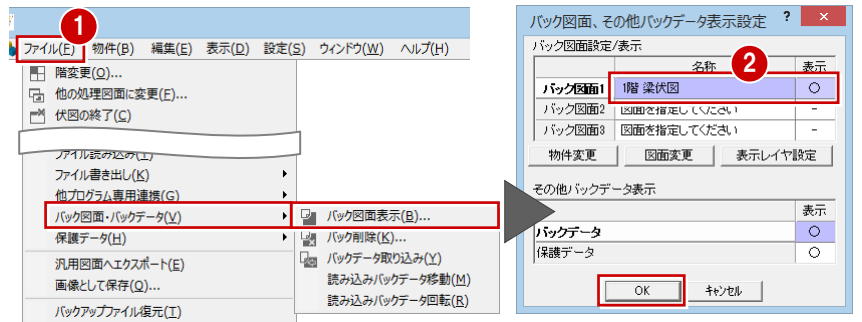 1
ファイル(F) 物件(B) 編集(E) 表示(D) 設定(S) ウィンドウ(W) ヘルプ(H)
階変更(O)...
他の処理図面に変更(F)...
伏図の終了(C)
ファイル読み込み(I)
ファイル書き出し(K)
他プログラム専用連携(G)
バック図面・バックデータ(V)
保護データ(H)
汎用図面へエクスポート(E)
画像として保存(Q)...
バックアップファイル復元(T)
バック図面表示(B)...
バック削除(K)...
バックデータ取り込み(Y)
読み込みバックデータ移動(M)
読み込みバックデータ回転(R)
バック図面、その他バックデータ表示設定 ? ×
バック図面設定/表示
2
名称 表示
バック図面1 1階 梁伏図 ○
バック図面2 図面を指定してください -
バック図面3 図面を指定してください -
物件変更 図面変更 表示レイヤ設定
その他バックデータ表示
表示
バックデータ ○
保護データ ○
OK キャンセル